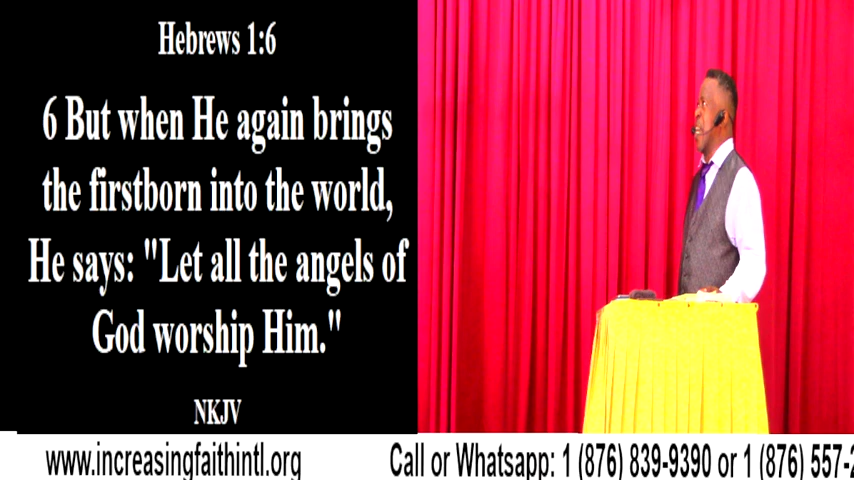 Hebrews 1:6
6 But when He again brings
the firstborn into the world,
He says: "Let all the angels of
God worship Him."
NKJV
www.increasingfaithintl.org Call or Whatsapp: 1 (876) 839-9390 or 1 (876) 557-